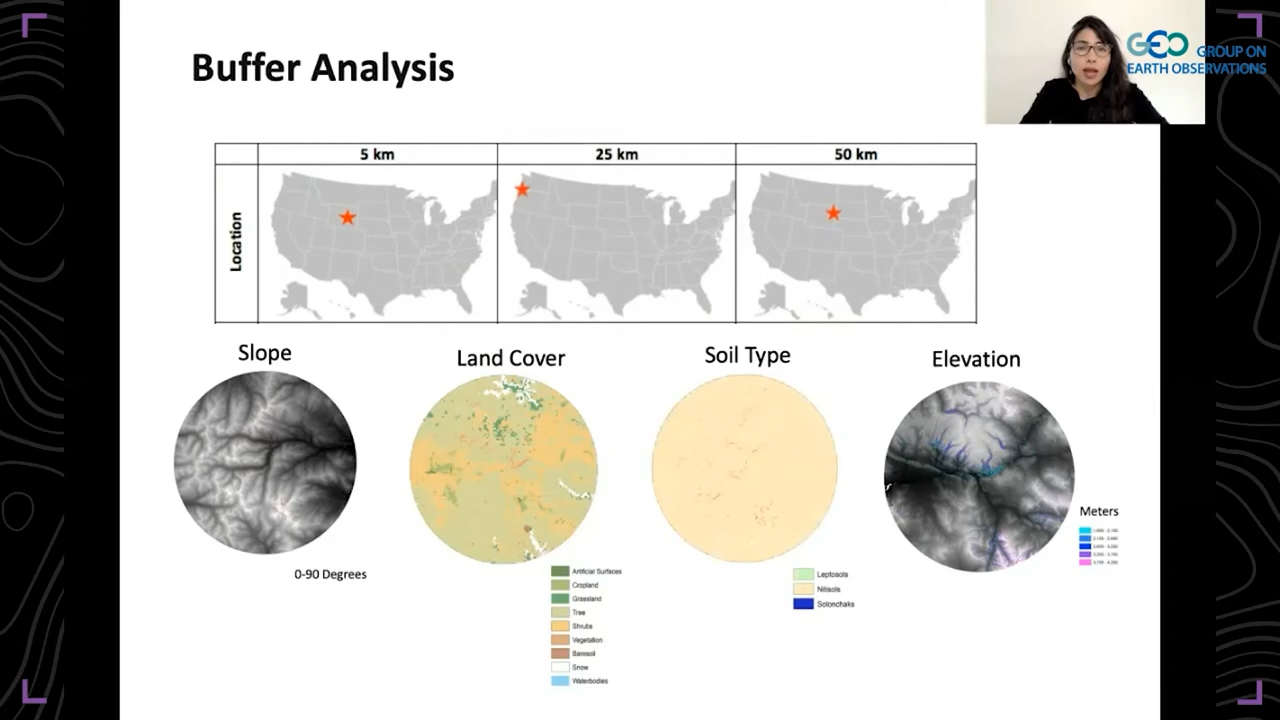 Buffer Analysis
GEO GROUP ON
EARTH OBSERVATIONS
5 km
25 km
50 km
Location
Slope
Land Cover
Soil Type
Elevation
0-90 Degrees
Artificial Surfaces
Cropland
Grassland
Tree
Shrubs
Vegetation
Baresoil
Snow
Waterbodies
Leptosols
Nitisols
Solonchaks
Meters